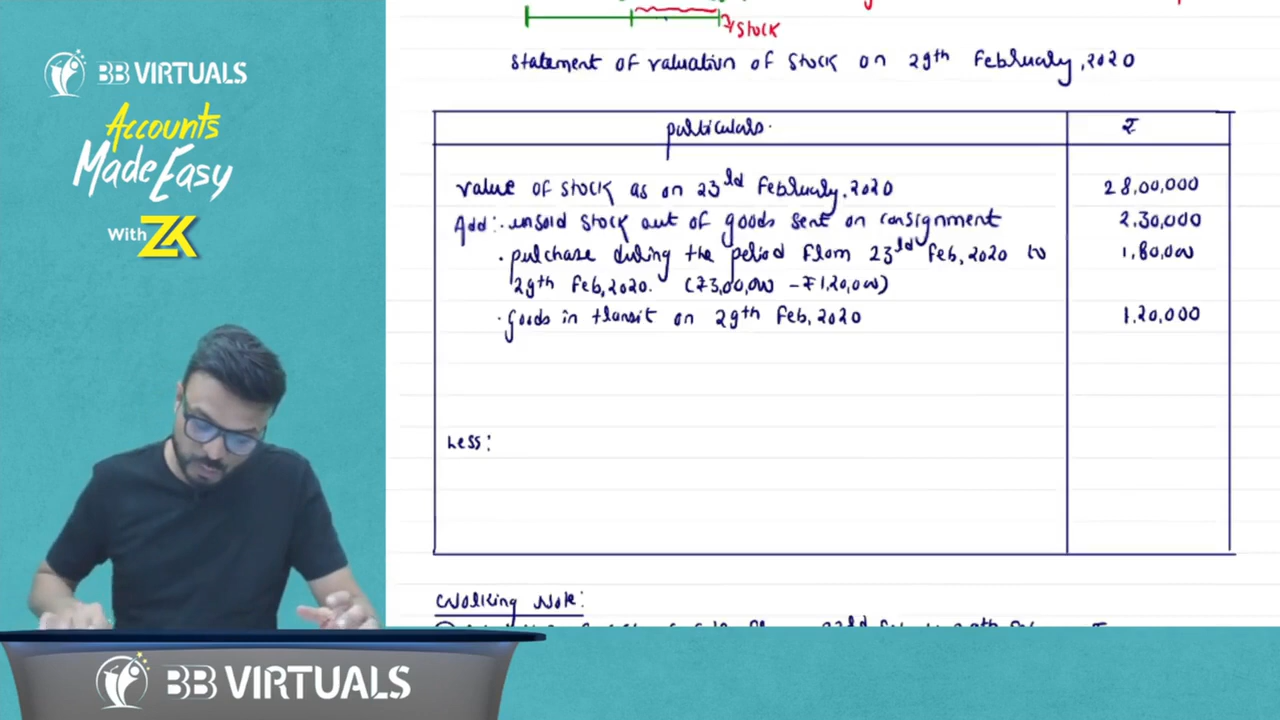 BB VIRTUALS
Accounts
Made Easy
With ZK
Stock
Statement of valuation of Stock on 29th February, 2020
particulars. ₹
value of stock as on 23rd February, 2020 28,00,000
Add: · unsold stock out of goods sent on consignment 2,30,000
· purchase during the period from 23rd Feb, 2020 to 1,80,000
29th Feb, 2020. (₹3,00,000 - ₹1,20,000)
· Goods in transit on 29th Feb, 2020 1,20,000
Less:
Working Note:
BB VIRTUALS